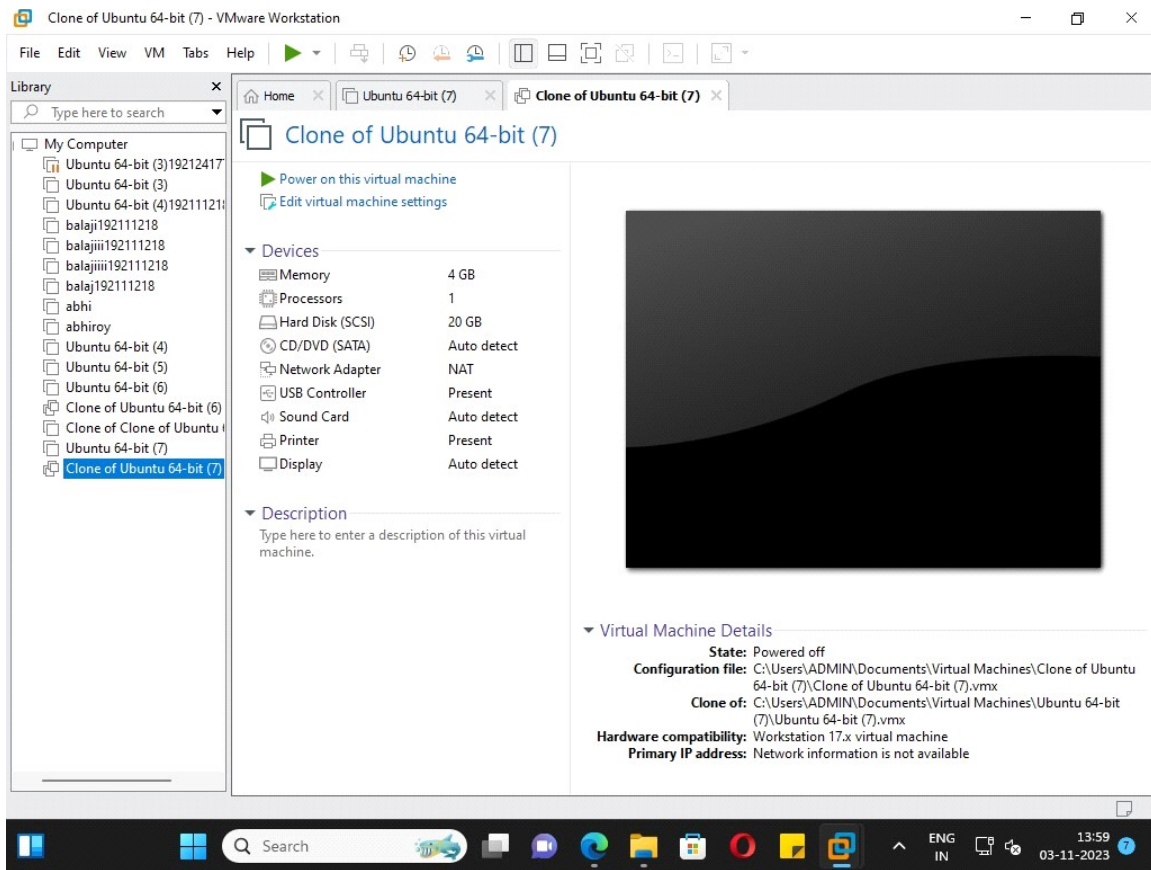 Clone of Ubuntu 64-bit (7) - VMware Workstation
File Edit View VM Tabs Help
Library
Type here to search
My Computer
Ubuntu 64-bit (3)19212417
Ubuntu 64-bit (3)
Ubuntu 64-bit (4)192111218
balaji192111218
balajiii192111218
balajiiii192111218
balaj192111218
abhi
abhiroy
Ubuntu 64-bit (4)
Ubuntu 64-bit (5)
Ubuntu 64-bit (6)
Clone of Ubuntu 64-bit (6)
Clone of Clone of Ubuntu
Ubuntu 64-bit (7)
Clone of Ubuntu 64-bit (7)
Home Ubuntu 64-bit (7) Clone of Ubuntu 64-bit (7)
Clone of Ubuntu 64-bit (7)
Power on this virtual machine
Edit virtual machine settings
Devices
Memory 4 GB
Processors 1
Hard Disk (SCSI) 20 GB
CD/DVD (SATA) Auto detect
Network Adapter NAT
USB Controller Present
Sound Card Auto detect
Printer Present
Display Auto detect
Description
Type here to enter a description of this virtual
machine.
Virtual Machine Details
State: Powered off
Configuration file: C:\Users\ADMIN\Documents\Virtual Machines\Clone of Ubuntu
64-bit (7)\Clone of Ubuntu 64-bit (7).vmx
Clone of: C:\Users\ADMIN\Documents\Virtual Machines\Ubuntu 64-bit
(7)\Ubuntu 64-bit (7).vmx
Hardware compatibility: Workstation 17.x virtual machine
Primary IP address: Network information is not available
Search
ENG
IN
13:59
03-11-2023
7